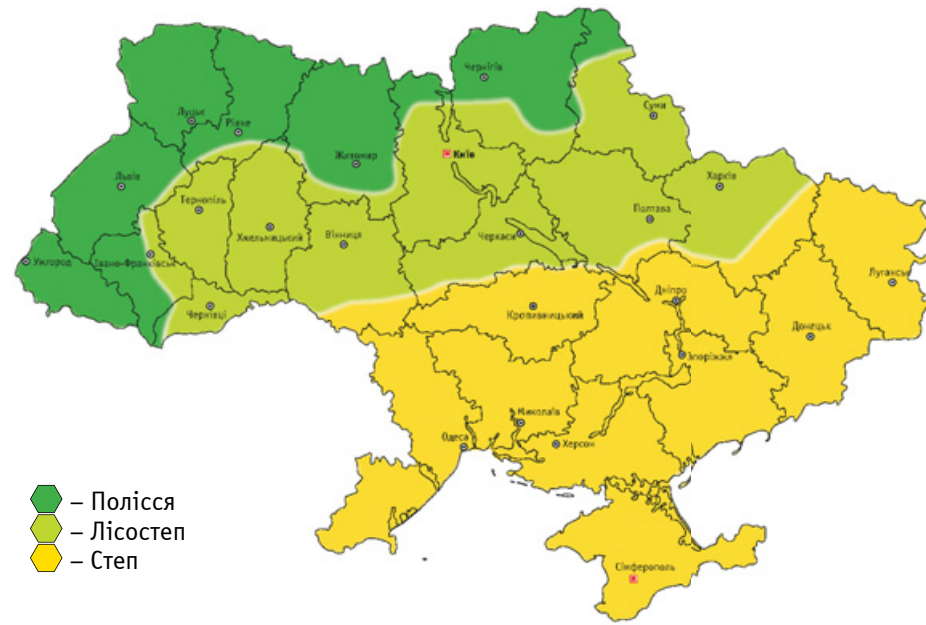 Чернігів
Луцьк
Рівне
Суми
Київ
Житомир
Львів
Харків
Тернопіль
Полтава
Хмельницький
Вінниця
Черкаси
Ужгород
Івано-Франківськ
Луганськ
Дніпро
Чернівці
Кропивницький
Донецьк
Запоріжжя
Миколаїв
Одеса
Херсон
– Полісся
– Лісостеп
– Степ
Сімферополь